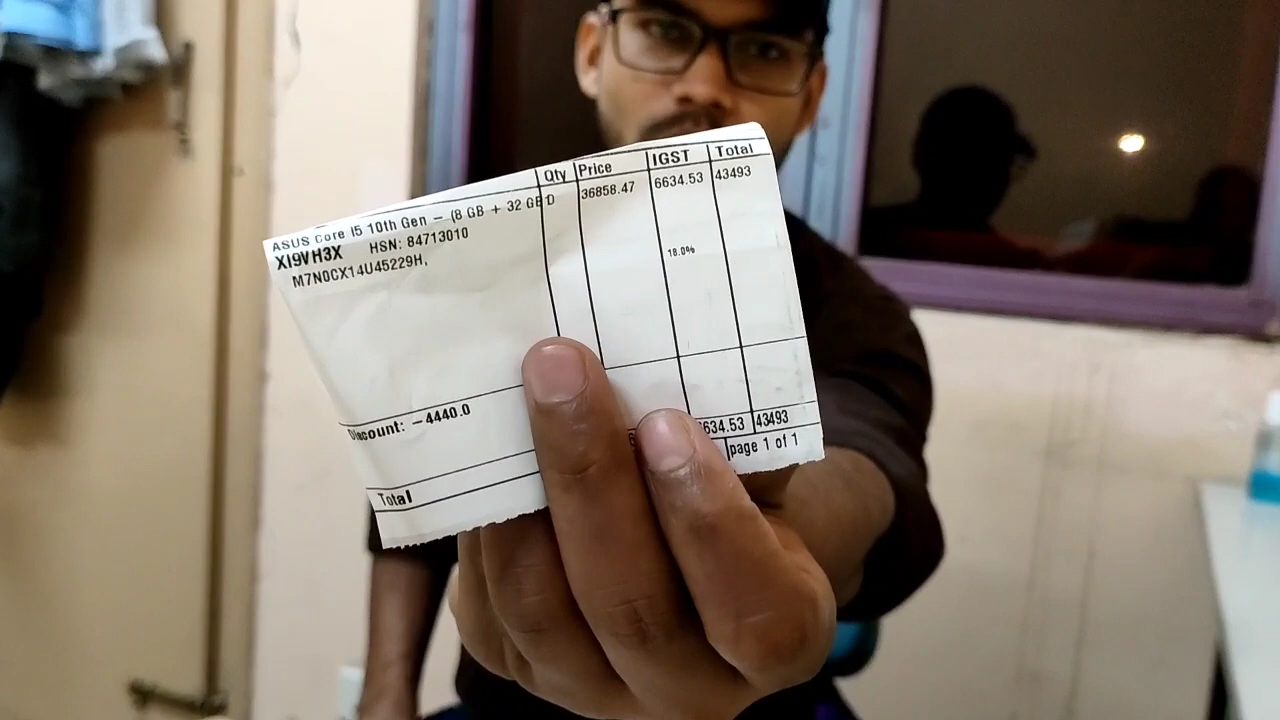 Qty Price IGST Total
ASUS Core I5 10th Gen – (8 GB + 32 GB D 36858.47 6634.53 43493
XI9VH3X HSN: 84713010 18.0%
M7N0CX14U45229H,
Discount: –4440.0
Total 6634.53 43493
page 1 of 1